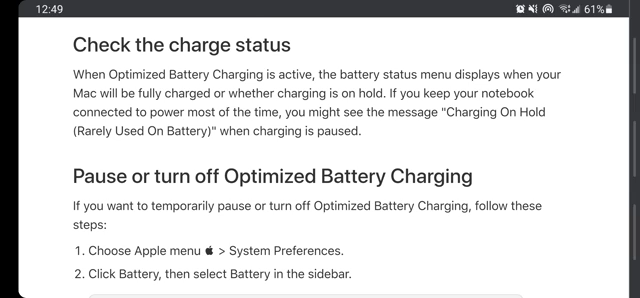 12:49
61%
Check the charge status
When Optimized Battery Charging is active, the battery status menu displays when your
Mac will be fully charged or whether charging is on hold. If you keep your notebook
connected to power most of the time, you might see the message "Charging On Hold
(Rarely Used On Battery)" when charging is paused.
Pause or turn off Optimized Battery Charging
If you want to temporarily pause or turn off Optimized Battery Charging, follow these
steps:
1. Choose Apple menu  > System Preferences.
2. Click Battery, then select Battery in the sidebar.